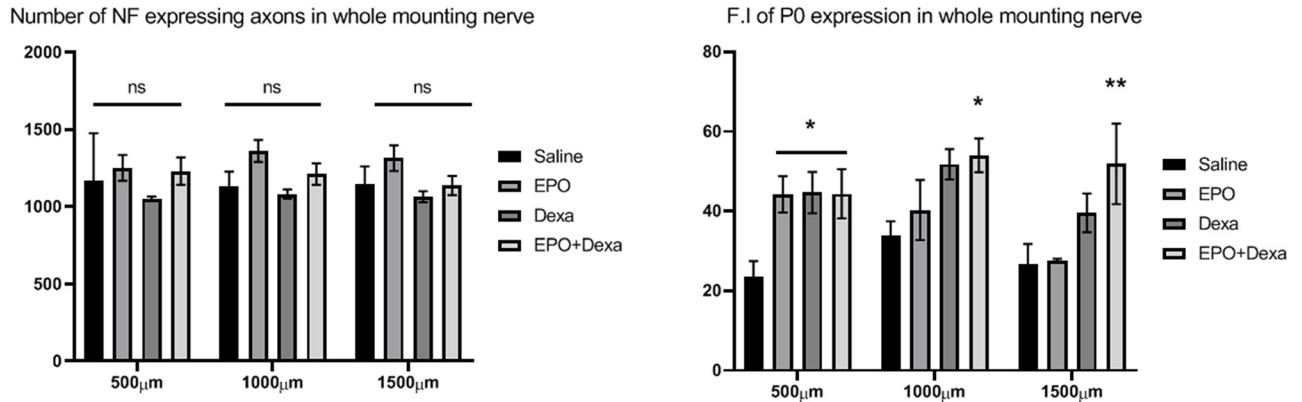 Number of NF expressing axons in whole mounting nerve
2000
1500
1000
500
0
ns
ns
ns
500μm
1000μm
1500μm
Saline
EPO
Dexa
EPO+Dexa
F.I of P0 expression in whole mounting nerve
80
60
40
20
0
*
*
**
500μm
1000μm
1500μm
Saline
EPO
Dexa
EPO+Dexa